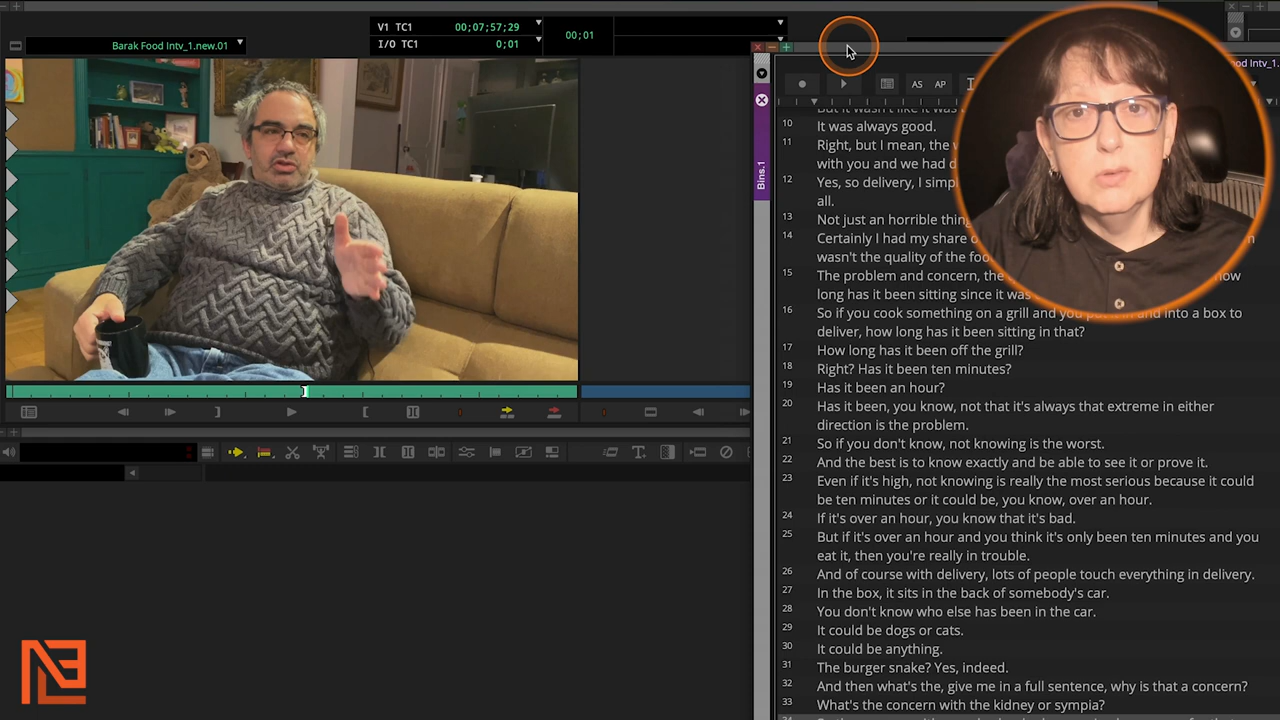 V1 TC1 00;07;57;29
I/O TC1 0;01
00;01
Barak Food Intv_1.new.01
ood Intv_1.
Bins.1
AS AP
10 It was always good.
11 Right, but I mean, the
with you and we had d
12 Yes, so delivery, I simp
all.
13 Not just an horrible thing
14 Certainly I had my share o
wasn't the quality of the foo
15 The problem and concern, the how
long has it been sitting since it was
16 So if you cook something on a grill and you put it in and into a box to
deliver, how long has it been sitting in that?
17 How long has it been off the grill?
18 Right? Has it been ten minutes?
19 Has it been an hour?
20 Has it been, you know, not that it's always that extreme in either
direction is the problem.
21 So if you don't know, not knowing is the worst.
22 And the best is to know exactly and be able to see it or prove it.
23 Even if it's high, not knowing is really the most serious because it could
be ten minutes or it could be, you know, over an hour.
24 If it's over an hour, you know that it's bad.
25 But if it's over an hour and you think it's only been ten minutes and you
eat it, then you're really in trouble.
26 And of course with delivery, lots of people touch everything in delivery.
27 In the box, it sits in the back of somebody's car.
28 You don't know who else has been in the car.
29 It could be dogs or cats.
30 It could be anything.
31 The burger snake? Yes, indeed.
32 And then what's the, give me in a full sentence, why is that a concern?
33 What's the concern with the kidney or sympia?